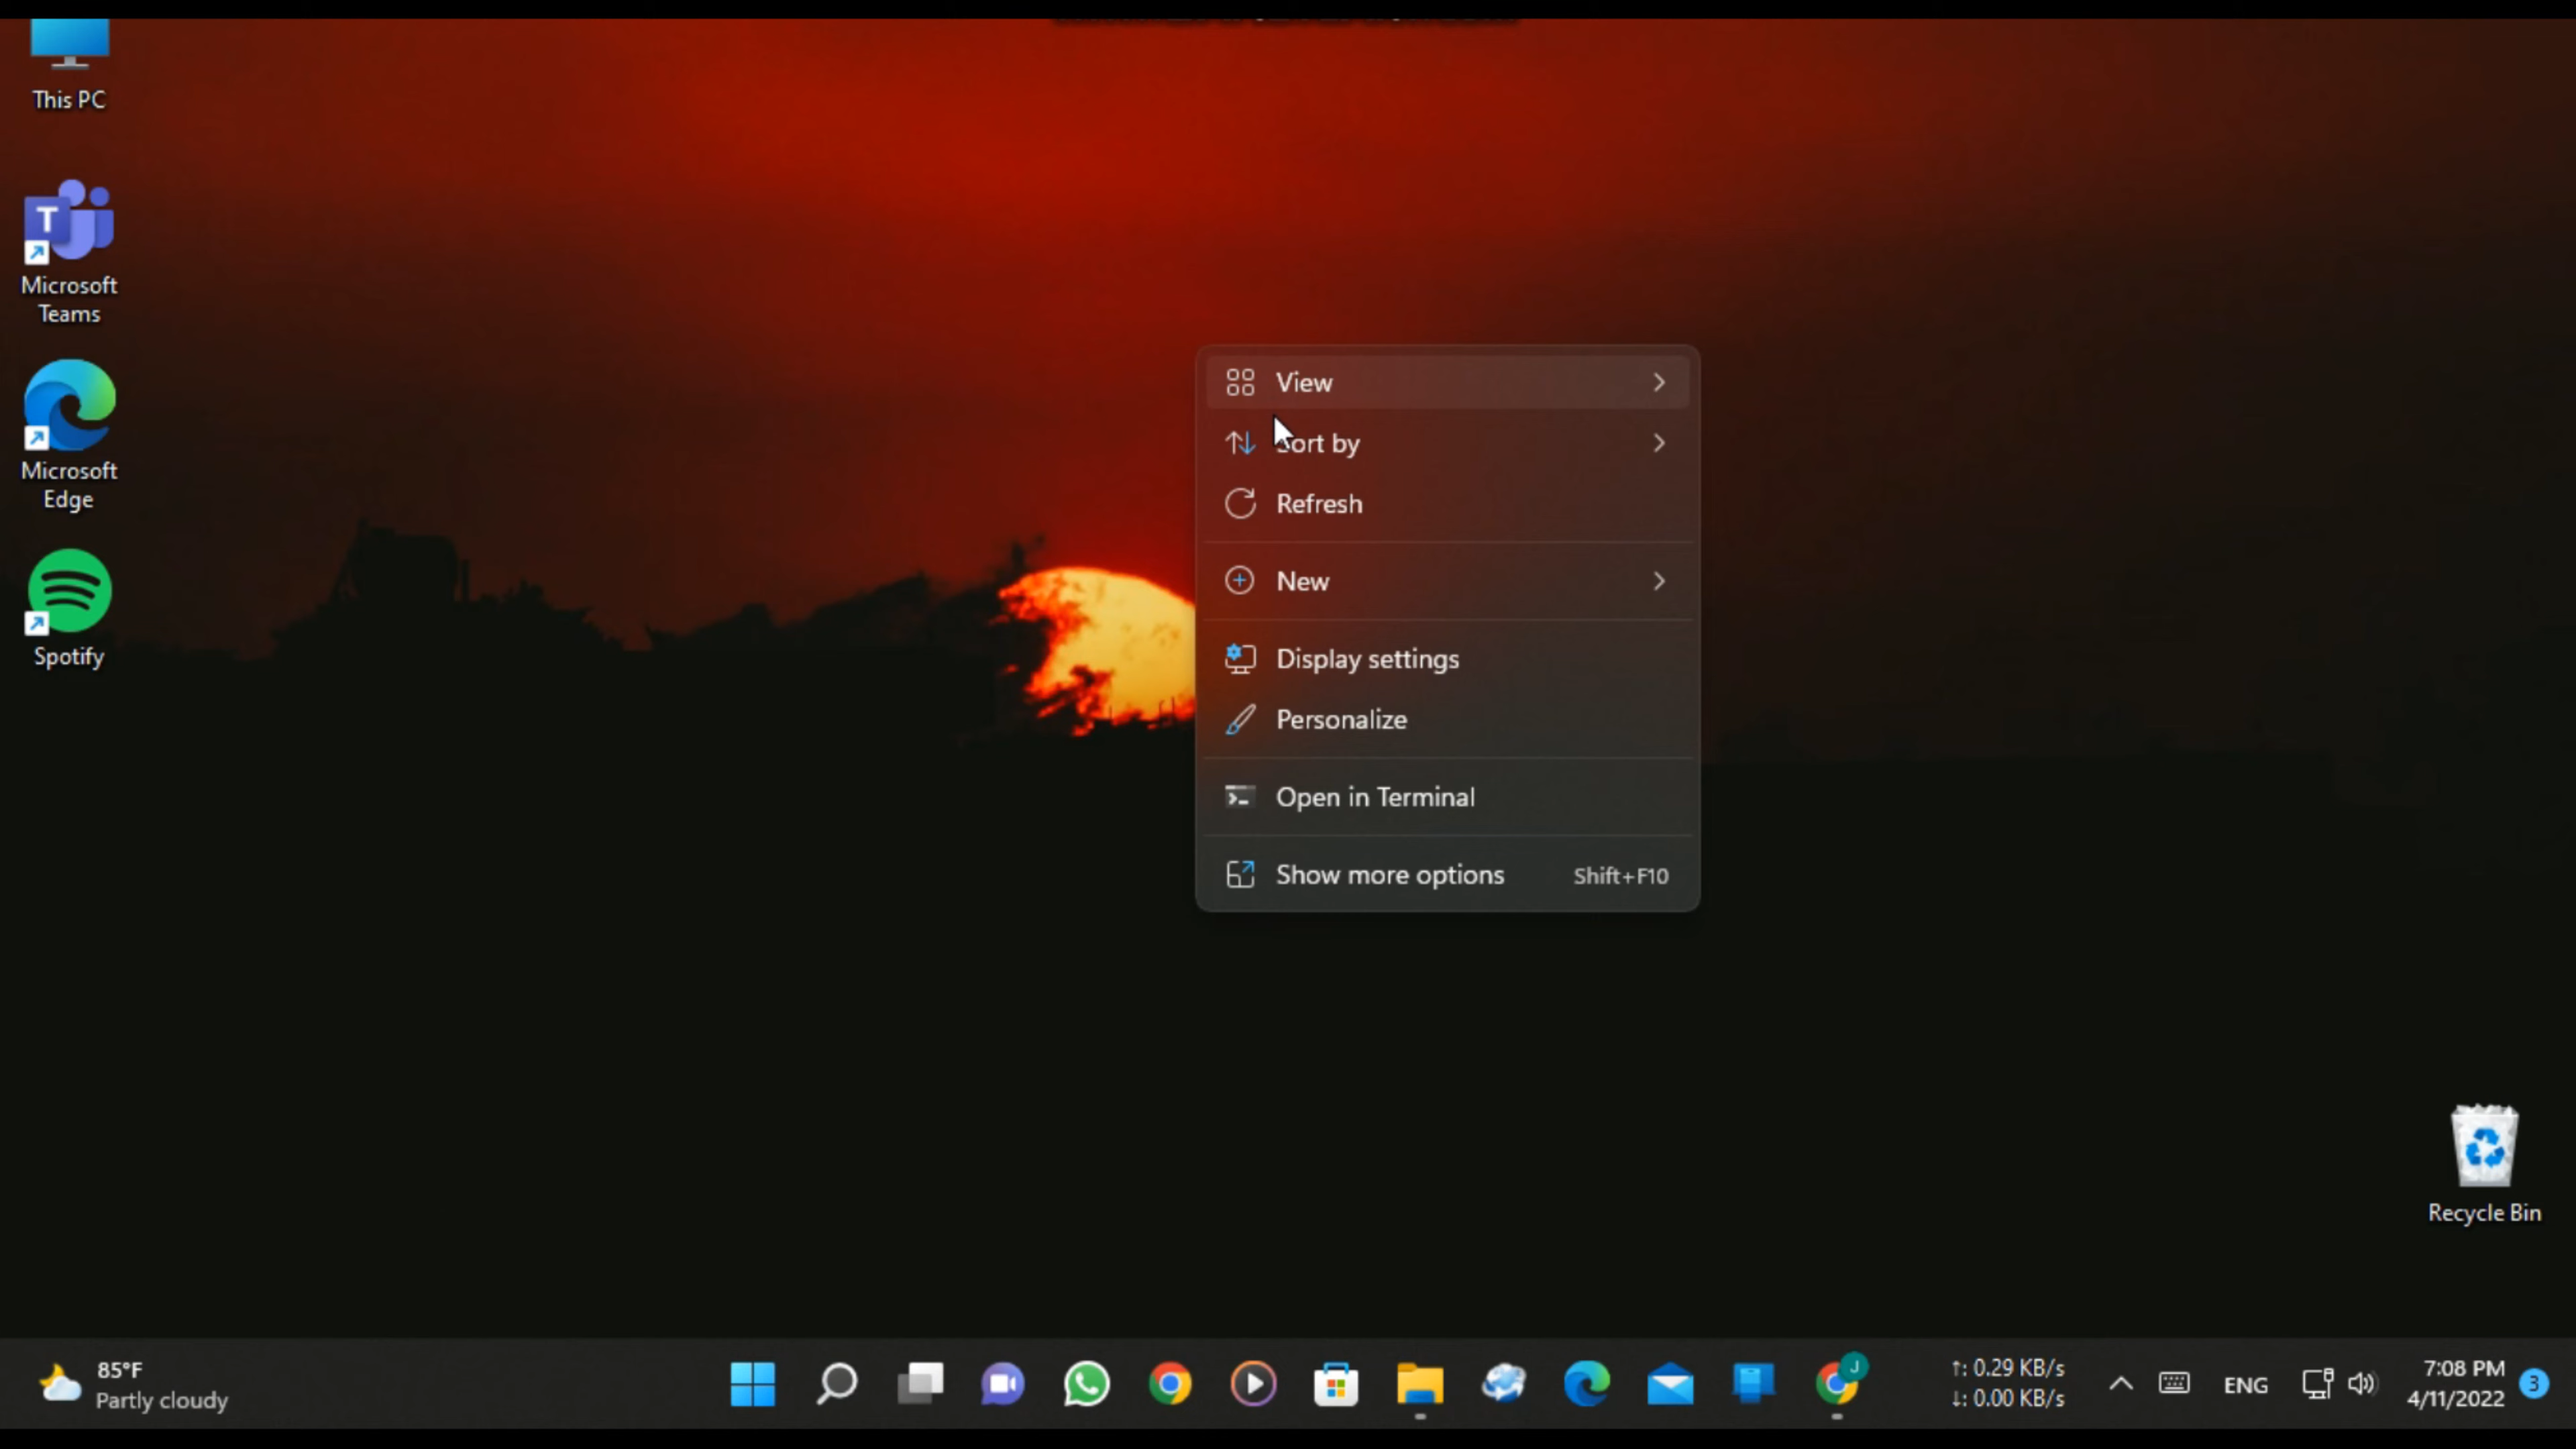 This PC
Microsoft
Teams
Microsoft
Edge
Spotify
View
Sort by
Refresh
New
Display settings
Personalize
Open in Terminal
Show more options Shift+F10
Recycle Bin
85°F
Partly cloudy
↑: 0.29 KB/s
↓: 0.00 KB/s
ENG
7:08 PM
4/11/2022
3
J
T